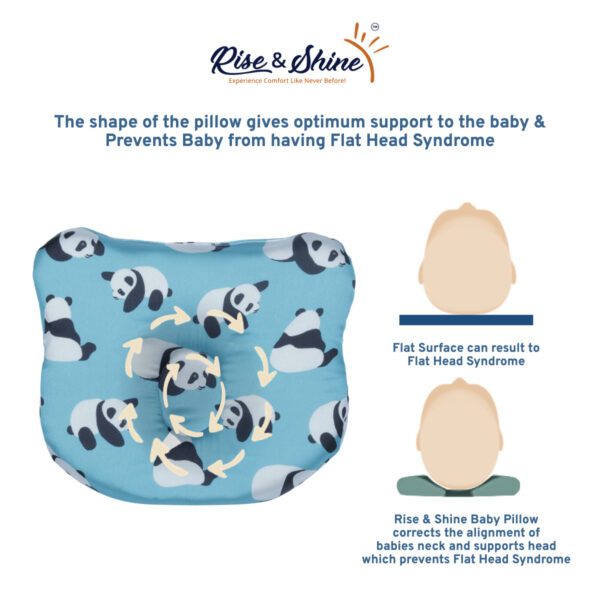 Rise & Shine
TM
Experience Comfort Like Never Before!
The shape of the pillow gives optimum support to the baby &
Prevents Baby from having Flat Head Syndrome
Flat Surface can result to
Flat Head Syndrome
Rise & Shine Baby Pillow
corrects the alignment of
babies neck and supports head
which prevents Flat Head Syndrome